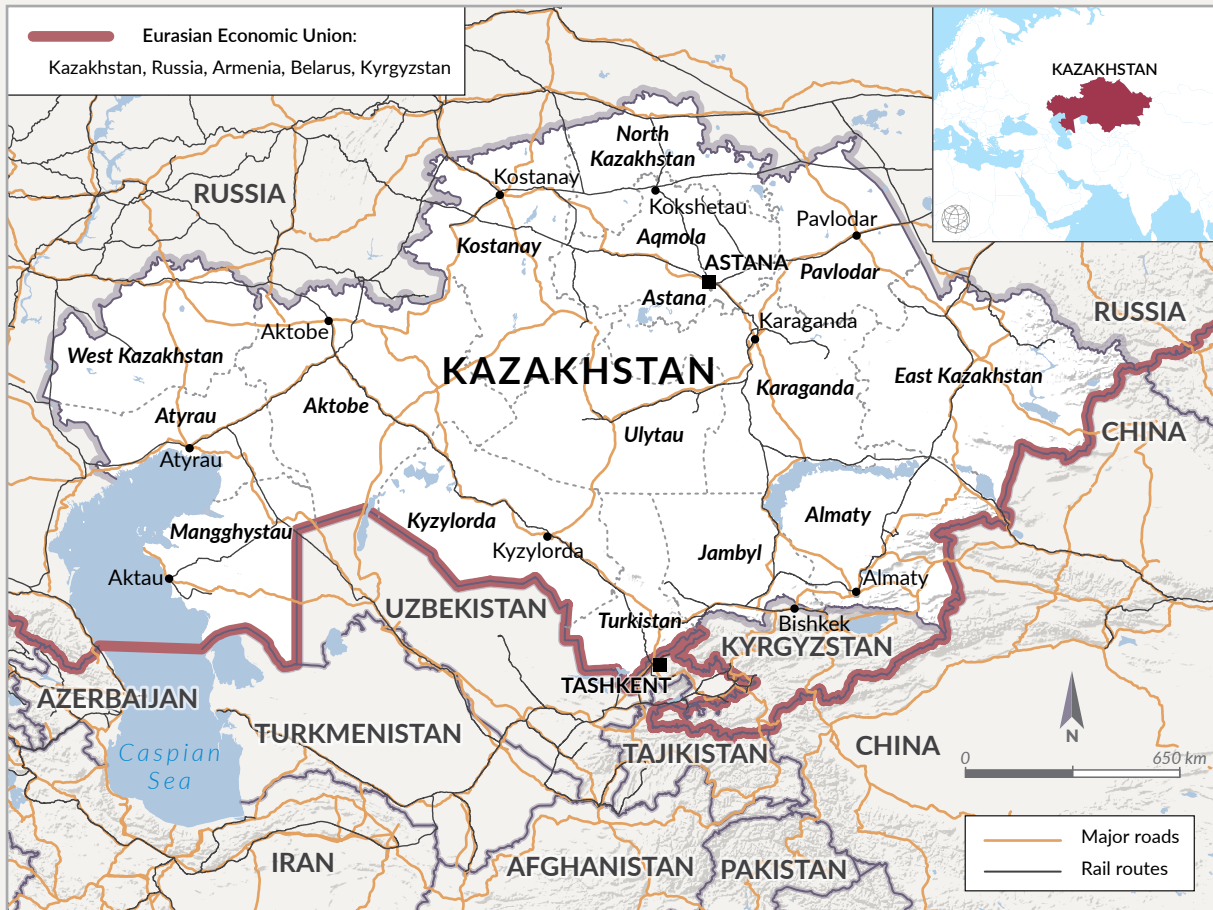 Eurasian Economic Union:
Kazakhstan, Russia, Armenia, Belarus, Kyrgyzstan
KAZAKHSTAN
RUSSIA
North
Kazakhstan
Kostanay
Kokshetau
Pavlodar
Kostanay
Aqmola
ASTANA
Pavlodar
Astana
RUSSIA
Aktobe
Karaganda
West Kazakhstan
KAZAKHSTAN
Karaganda
East Kazakhstan
Atyrau
Aktobe
Ulytau
CHINA
Atyrau
Mangghystau
Kyzylorda
Almaty
Kyzylorda
Jambyl
Aktau
Almaty
UZBEKISTAN
Turkistan
Bishkek
KYRGYZSTAN
TASHKENT
AZERBAIJAN
TURKMENISTAN
TAJIKISTAN
CHINA
N
Caspian
Sea
0
650 km
Major roads
Rail routes
IRAN
AFGHANISTAN
PAKISTAN